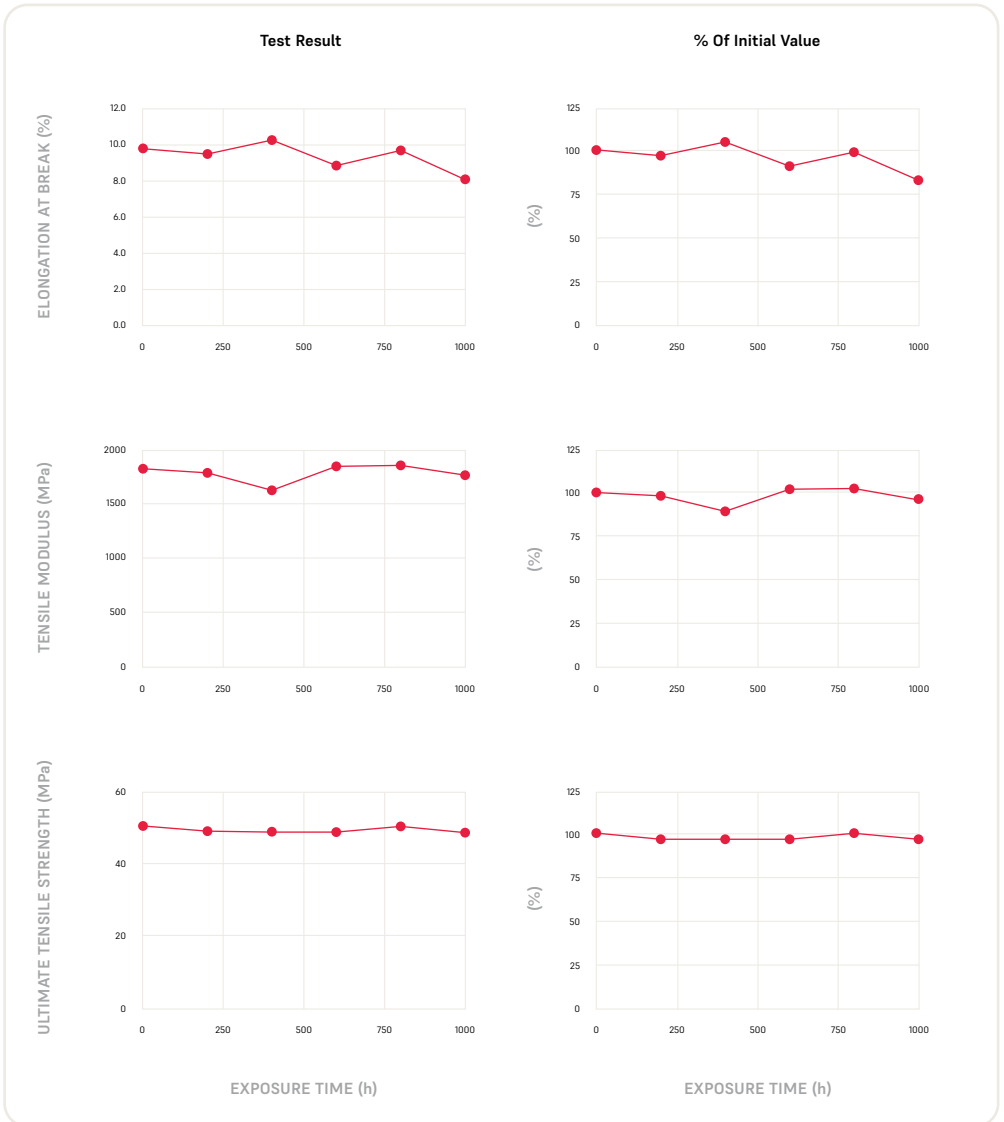 Test Result
% Of Initial Value
ELONGATION AT BREAK (%)
12.0
10.0
8.0
6.0
4.0
2.0
0.0
0 250 500 750 1000
(%)
125
100
75
50
25
0
0 250 500 750 1000
TENSILE MODULUS (MPa)
2000
1500
1000
500
0
0 250 500 750 1000
(%)
125
100
75
50
25
0
0 250 500 750 1000
ULTIMATE TENSILE STRENGTH (MPa)
60
40
20
0
0 250 500 750 1000
(%)
125
100
75
50
25
0
0 250 500 750 1000
EXPOSURE TIME (h)
EXPOSURE TIME (h)